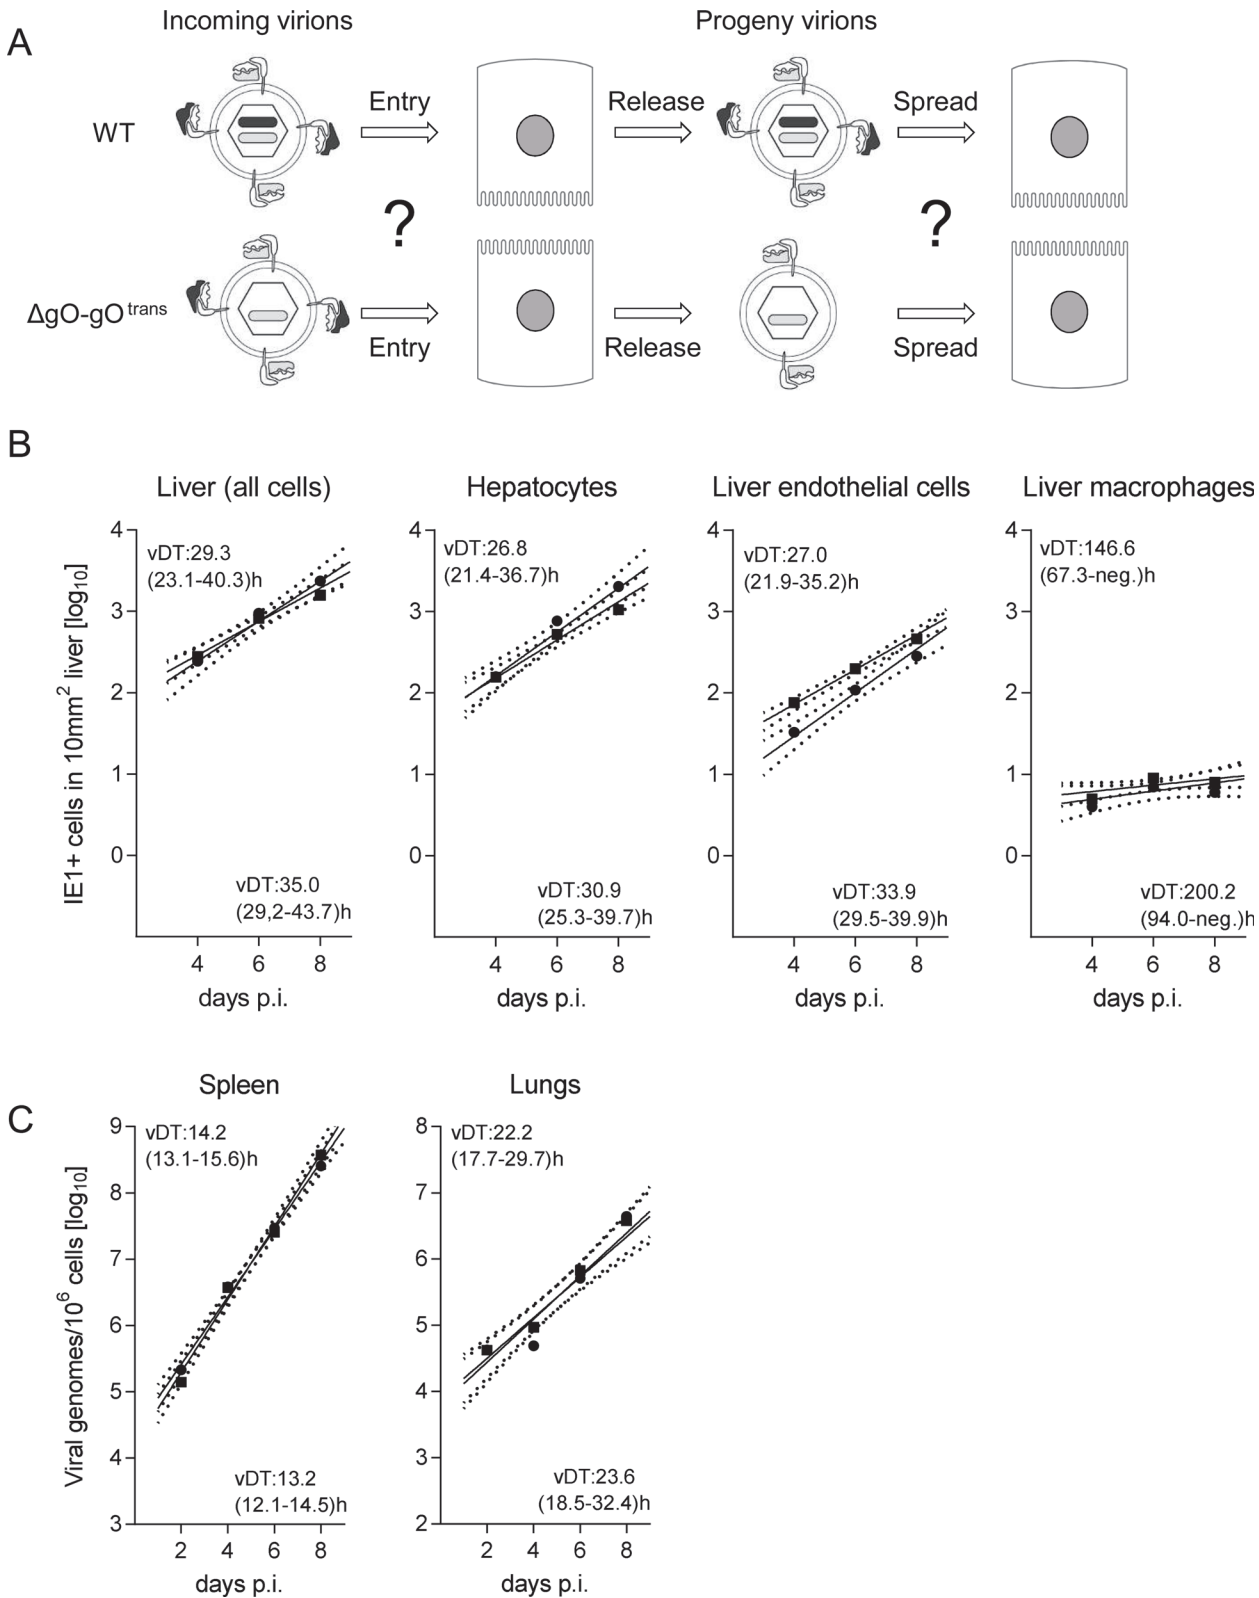 A
Incoming virions
Progeny virions
WT
Entry
Release
Spread
?
?
ΔgO-gO^trans
Entry
Release
Spread
B
Liver (all cells)
Hepatocytes
Liver endothelial cells
Liver macrophages
IE1+ cells in 10mm² liver [log₁₀]
4
3
2
1
0
vDT:29.3
(23.1-40.3)h
vDT:35.0
(29,2-43.7)h
4 6 8
days p.i.
4
3
2
1
0
vDT:26.8
(21.4-36.7)h
vDT:30.9
(25.3-39.7)h
4 6 8
days p.i.
4
3
2
1
0
vDT:27.0
(21.9-35.2)h
vDT:33.9
(29.5-39.9)h
4 6 8
days p.i.
4
3
2
1
0
vDT:146.6
(67.3-neg.)h
vDT:200.2
(94.0-neg.)h
4 6 8
days p.i.
C
Spleen
Lungs
Viral genomes/10⁶ cells [log₁₀]
9
8
7
6
5
4
3
vDT:14.2
(13.1-15.6)h
vDT:13.2
(12.1-14.5)h
2 4 6 8
days p.i.
8
7
6
5
4
3
2
vDT:22.2
(17.7-29.7)h
vDT:23.6
(18.5-32.4)h
2 4 6 8
days p.i.